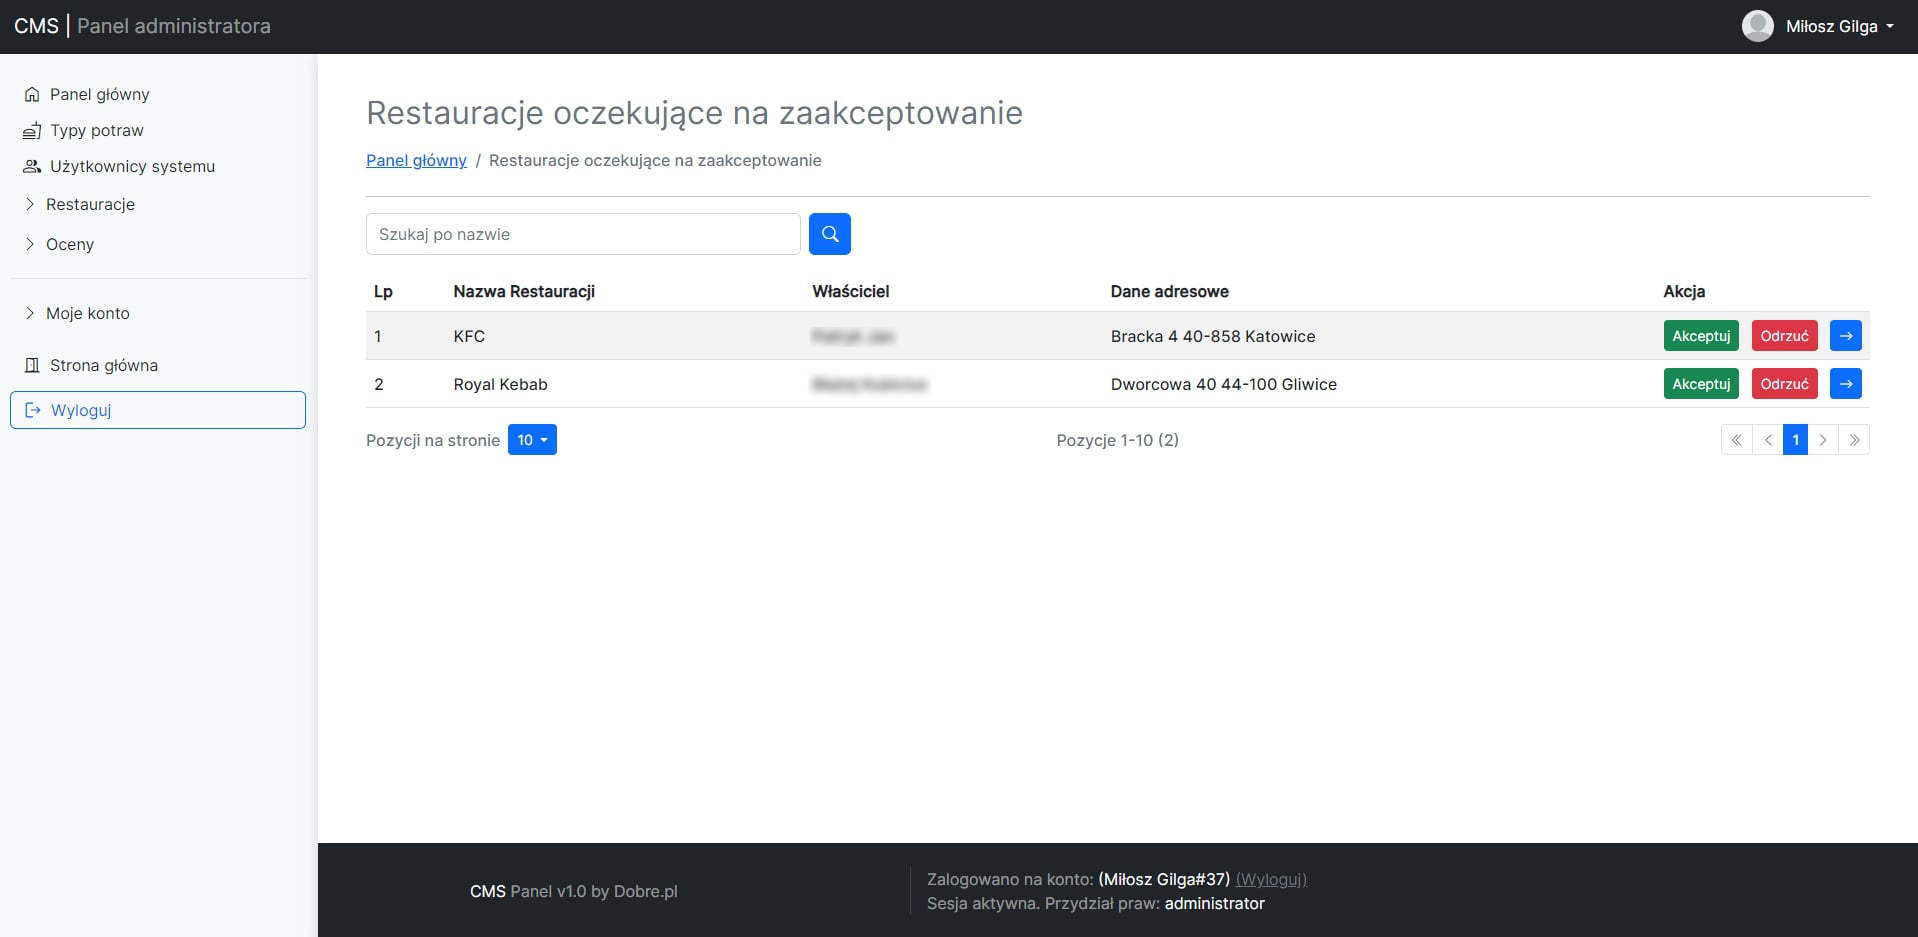 CMS | Panel administratora
Miłosz Gilga
Panel główny
Typy potraw
Użytkownicy systemu
Restauracje
Oceny
Moje konto
Strona główna
Wyloguj
Restauracje oczekujące na zaakceptowanie
Panel główny / Restauracje oczekujące na zaakceptowanie
Szukaj po nazwie
Lp Nazwa Restauracji Właściciel Dane adresowe Akcja
1 KFC Bracka 4 40-858 Katowice Akceptuj Odrzuć
2 Royal Kebab Dworcowa 40 44-100 Gliwice Akceptuj Odrzuć
Pozycji na stronie 10 Pozycje 1-10 (2) 1
CMS Panel v1.0 by Dobre.pl
Zalogowano na konto: (Miłosz Gilga#37) (Wyloguj)
Sesja aktywna. Przydział praw: administrator